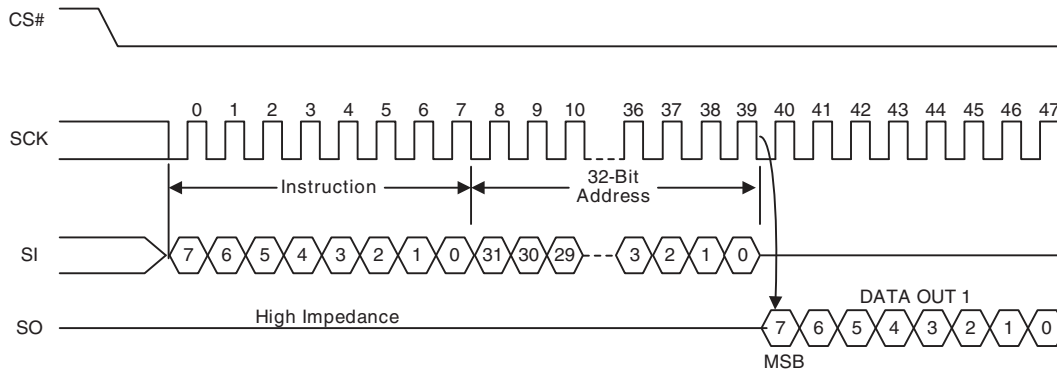 CS#
0 1 2 3 4 5 6 7 8 9 10 36 37 38 39 40 41 42 43 44 45 46 47
SCK
Instruction
32-Bit
Address
SI
7 6 5 4 3 2 1 0 31 30 29 3 2 1 0
DATA OUT 1
SO
High Impedance
7 6 5 4 3 2 1 0
MSB